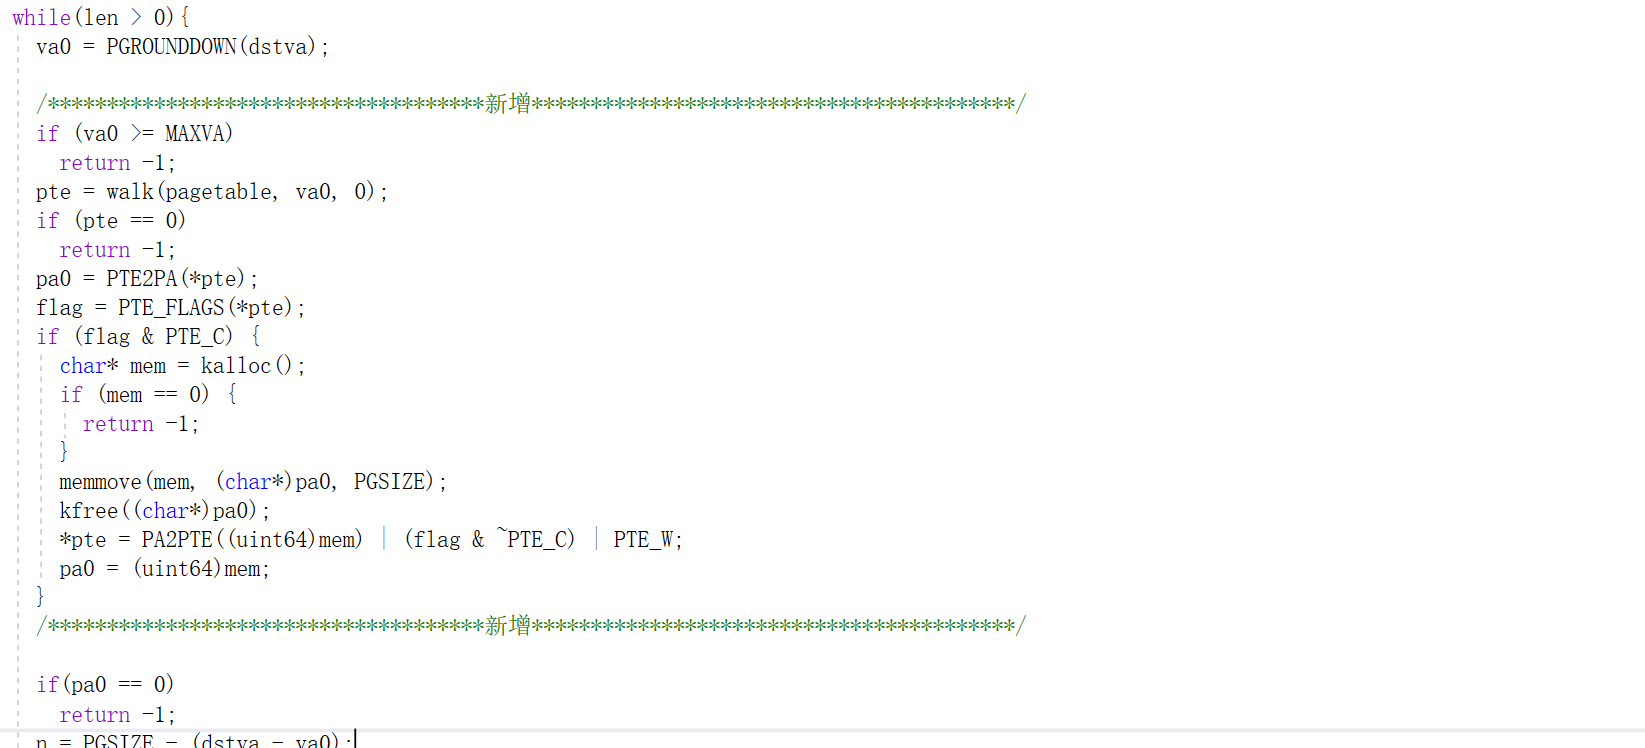 while(len > 0){
va0 = PGROUNDDOWN(dstva);
/*************************************新增*****************************************/
if (va0 >= MAXVA)
return -1;
pte = walk(pagetable, va0, 0);
if (pte == 0)
return -1;
pa0 = PTE2PA(*pte);
flag = PTE_FLAGS(*pte);
if (flag & PTE_C) {
char* mem = kalloc();
if (mem == 0) {
return -1;
}
memmove(mem, (char*)pa0, PGSIZE);
kfree((char*)pa0);
*pte = PA2PTE((uint64)mem) | (flag & ~PTE_C) | PTE_W;
pa0 = (uint64)mem;
}
/*************************************新增*****************************************/
if(pa0 == 0)
return -1;
n = PGSIZE - (dstva - va0);